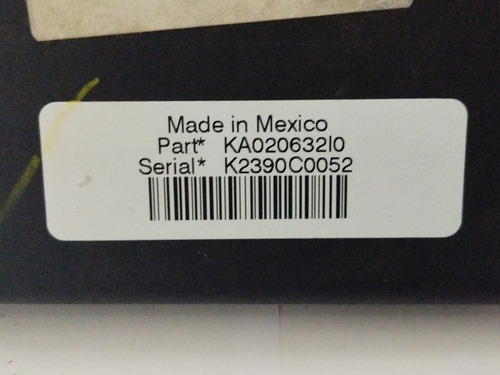 Made in Mexico
Part* KA020632I0
Serial* K2390C0052